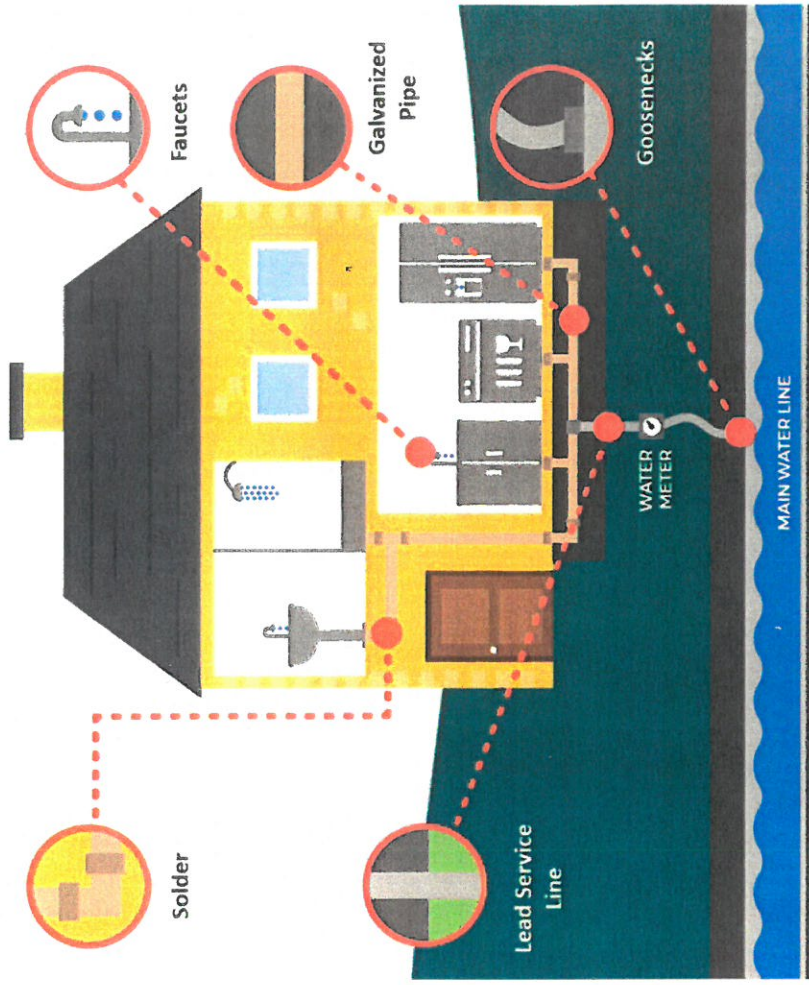 Faucets
Solder
Galvanized
Pipe
Lead Service
Line
Goosenecks
WATER
METER
MAIN WATER LINE